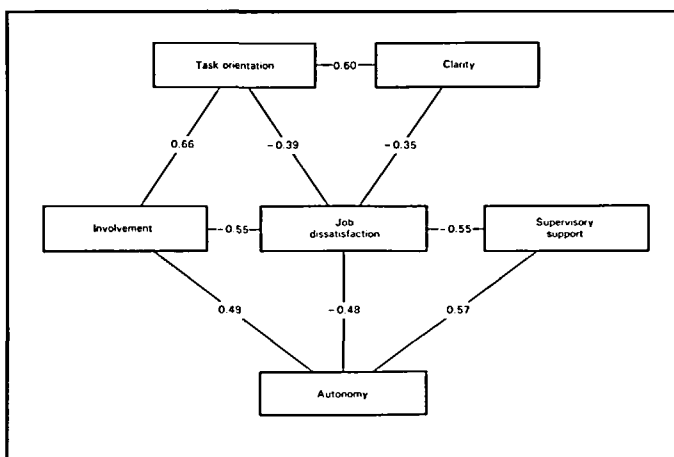 Task orientation
-0.60
Clarity
0.66
-0.39
-0.35
Involvement
-0.55
Job
dissatisfaction
-0.55
Supervisory
support
0.49
-0.48
0.57
Autonomy